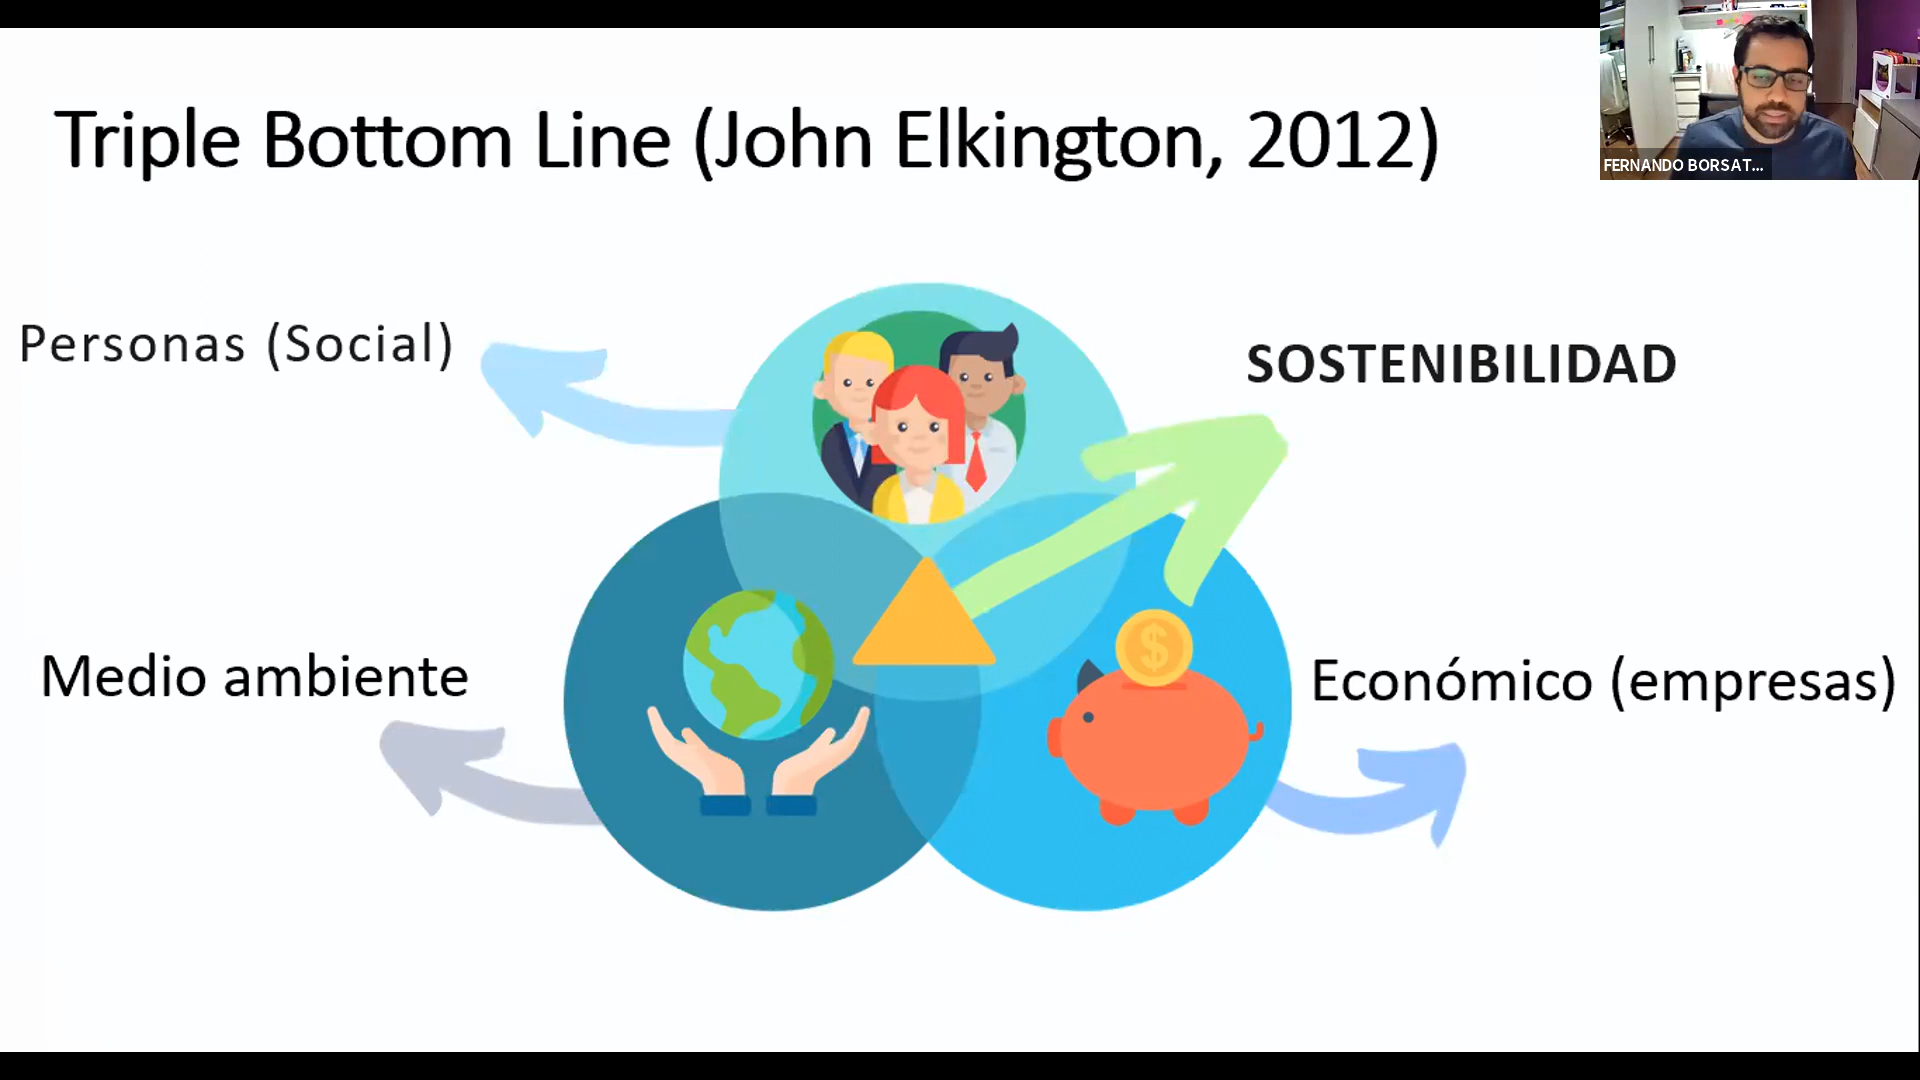 Triple Bottom Line (John Elkington, 2012)
FERNANDO BORSAT...
Personas (Social)
SOSTENIBILIDAD
Medio ambiente
Económico (empresas)
$